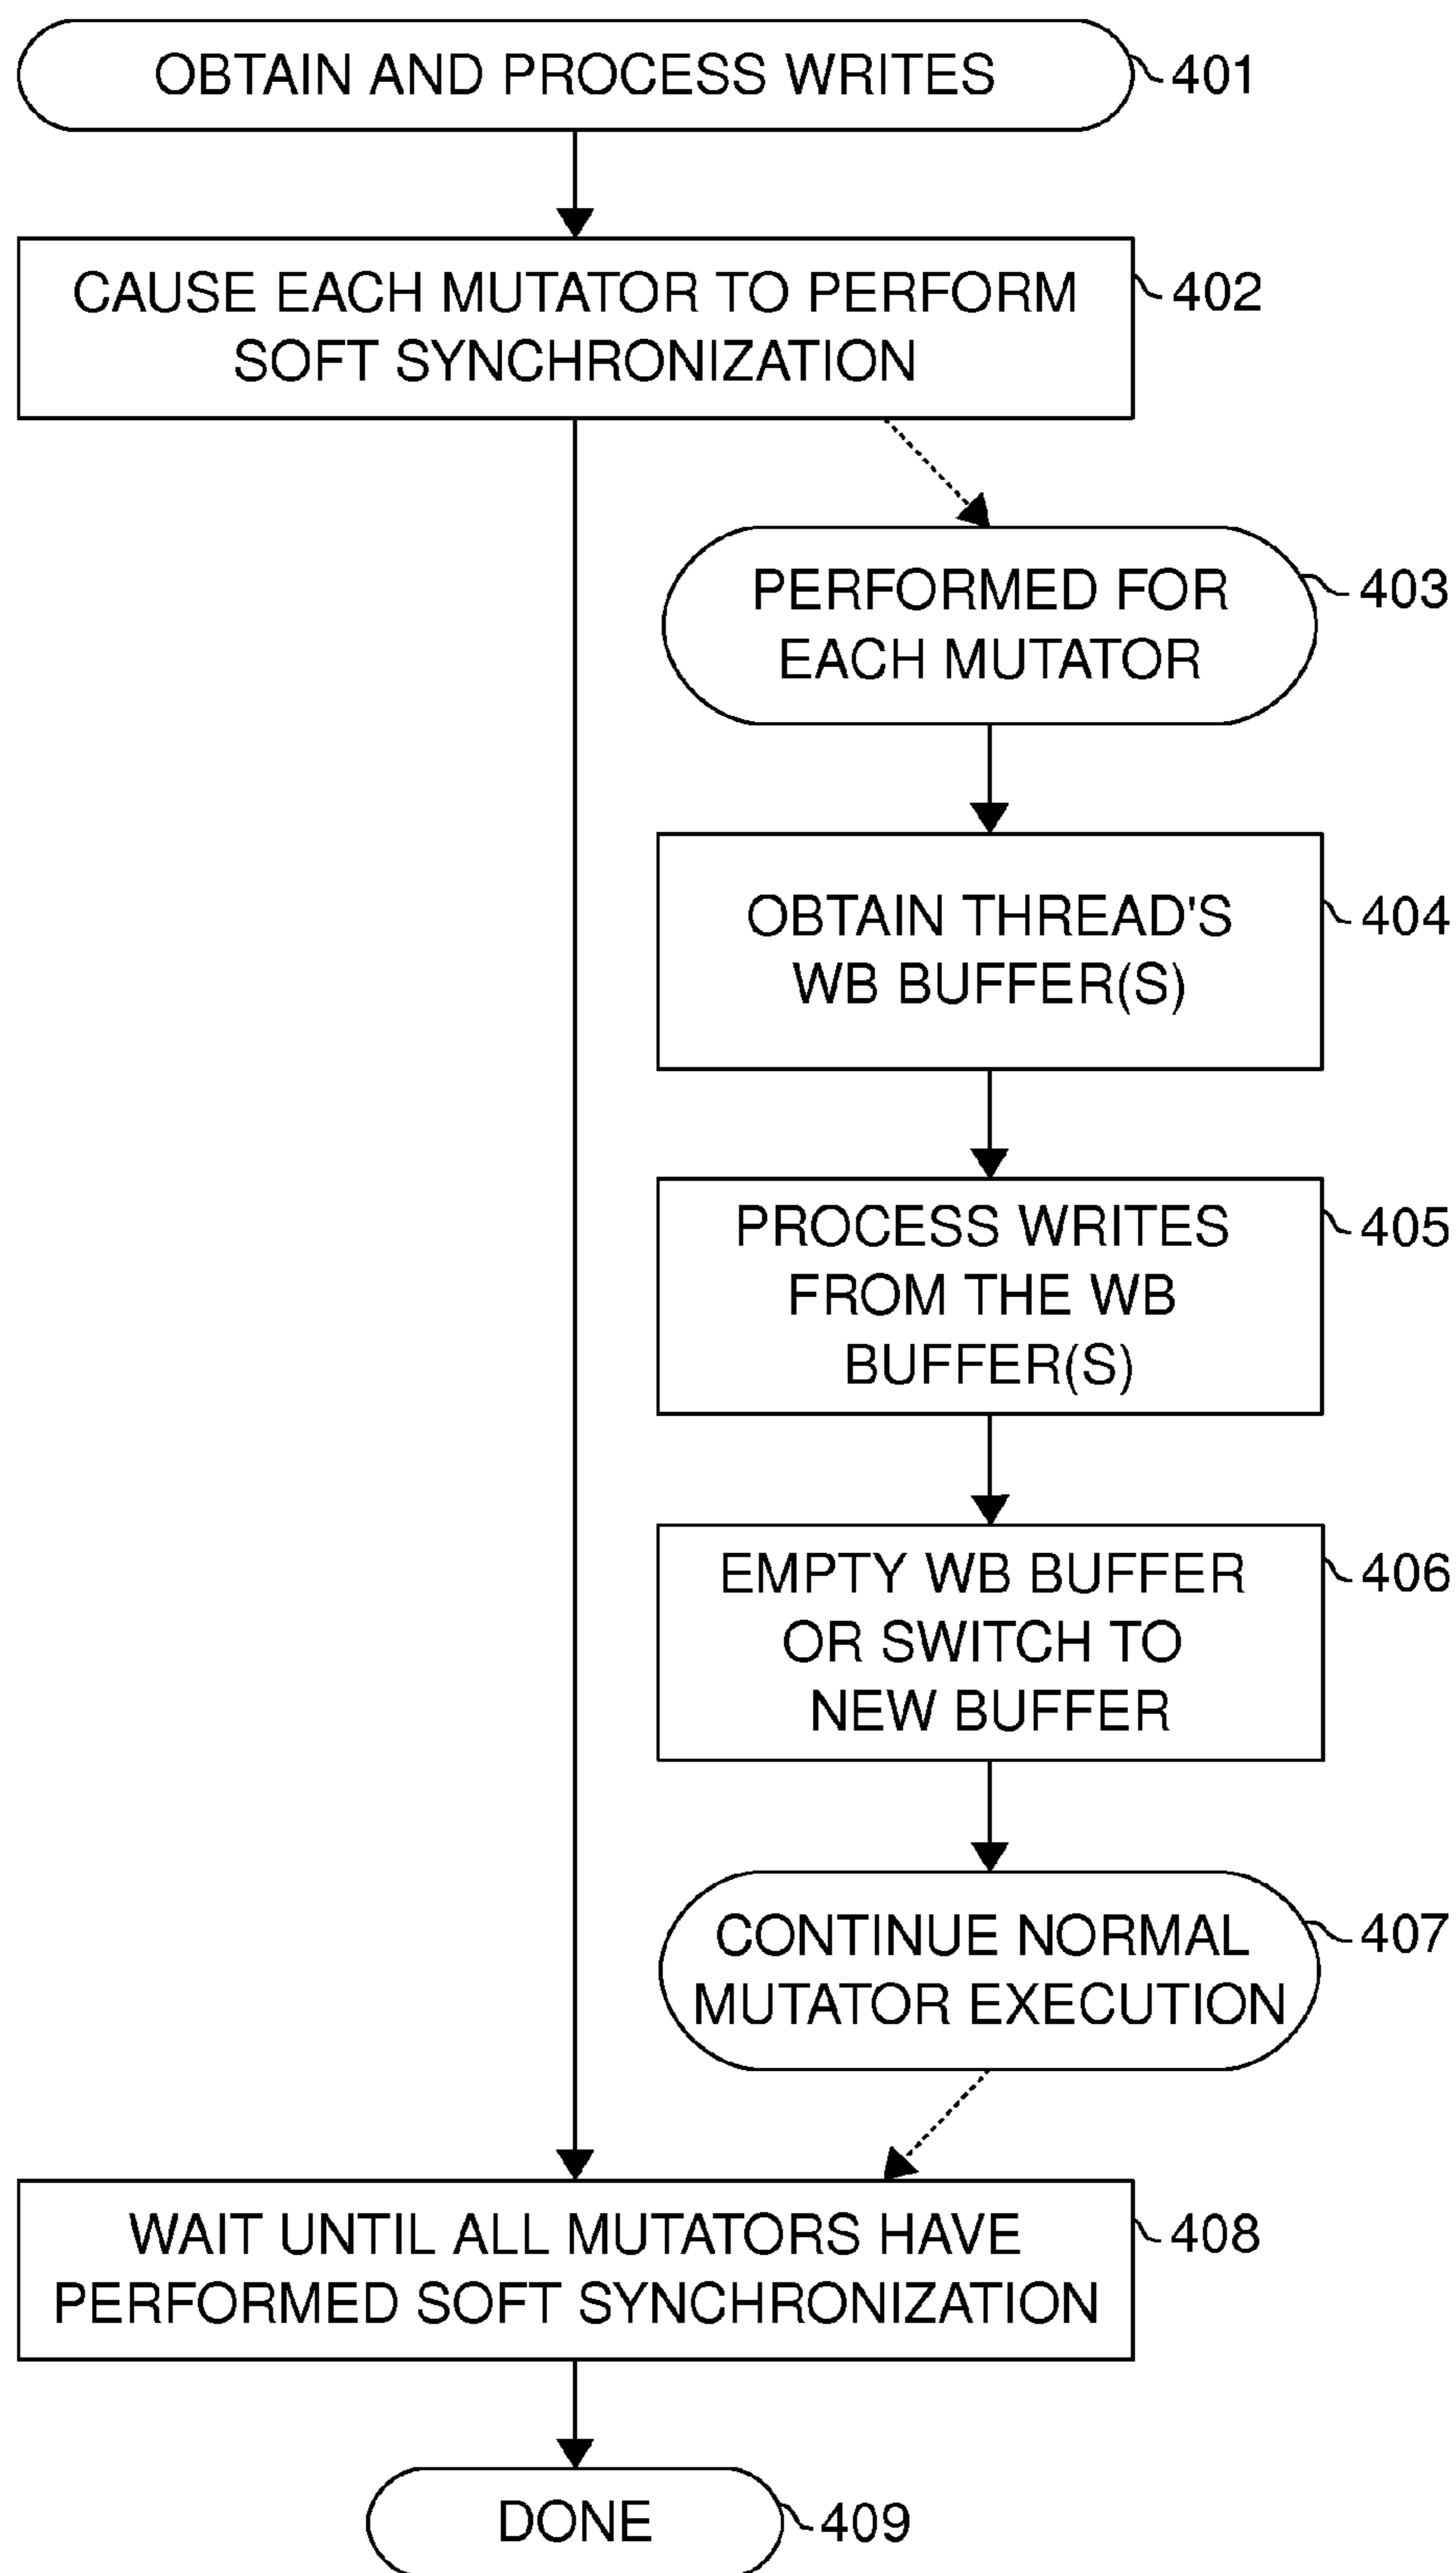 OBTAIN AND PROCESS WRITES
401
CAUSE EACH MUTATOR TO PERFORM
SOFT SYNCHRONIZATION
402
PERFORMED FOR
EACH MUTATOR
403
OBTAIN THREAD'S
WB BUFFER(S)
404
PROCESS WRITES
FROM THE WB
BUFFER(S)
405
EMPTY WB BUFFER
OR SWITCH TO
NEW BUFFER
406
CONTINUE NORMAL
MUTATOR EXECUTION
407
WAIT UNTIL ALL MUTATORS HAVE
PERFORMED SOFT SYNCHRONIZATION
408
DONE
409